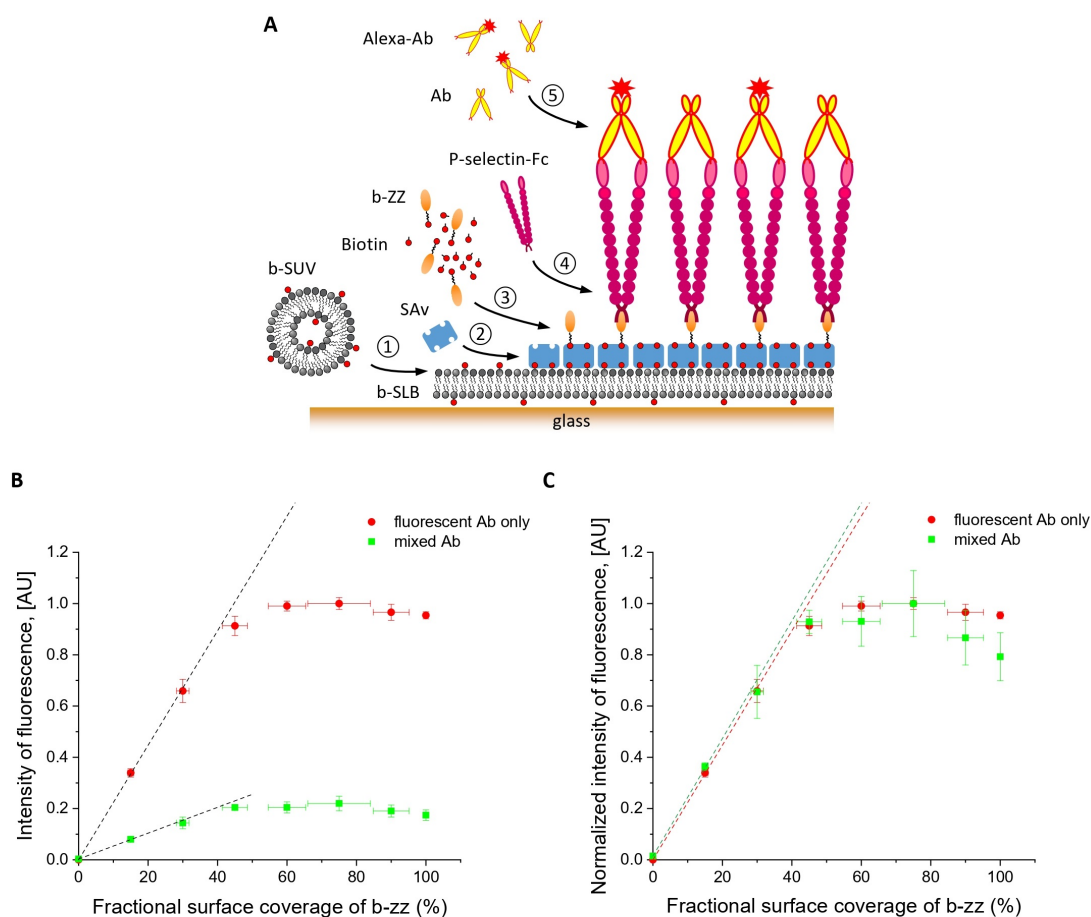 A
Alexa-Ab
Ab
⑤
P-selectin-Fc
b-ZZ
Biotin
④
b-SUV
SAv
③
②
①
b-SLB
glass
B
fluorescent Ab only
mixed Ab
Intensity of fluorescence, [AU]
1.2
1.0
0.8
0.6
0.4
0.2
0.0
0 20 40 60 80 100
Fractional surface coverage of b-zz (%)
C
fluorescent Ab only
mixed Ab
Normalized intensity of fluorescence, [AU]
1.2
1.0
0.8
0.6
0.4
0.2
0.0
0 20 40 60 80 100
Fractional surface coverage of b-zz (%)